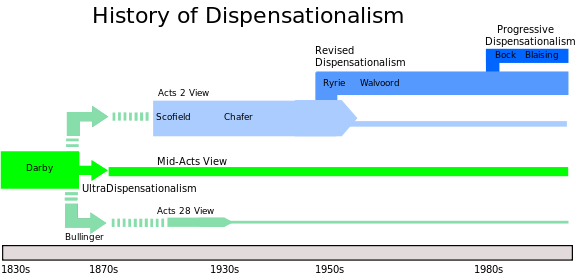 History of Dispensationalism
Progressive
Dispensationalism
Bock Blaising
Revised
Dispensationalism
Ryrie Walvoord
Acts 2 View
Scofield Chafer
Mid-Acts View
Darby
UltraDispensationalism
Acts 28 View
Bullinger
1830s 1870s 1930s 1950s 1980s